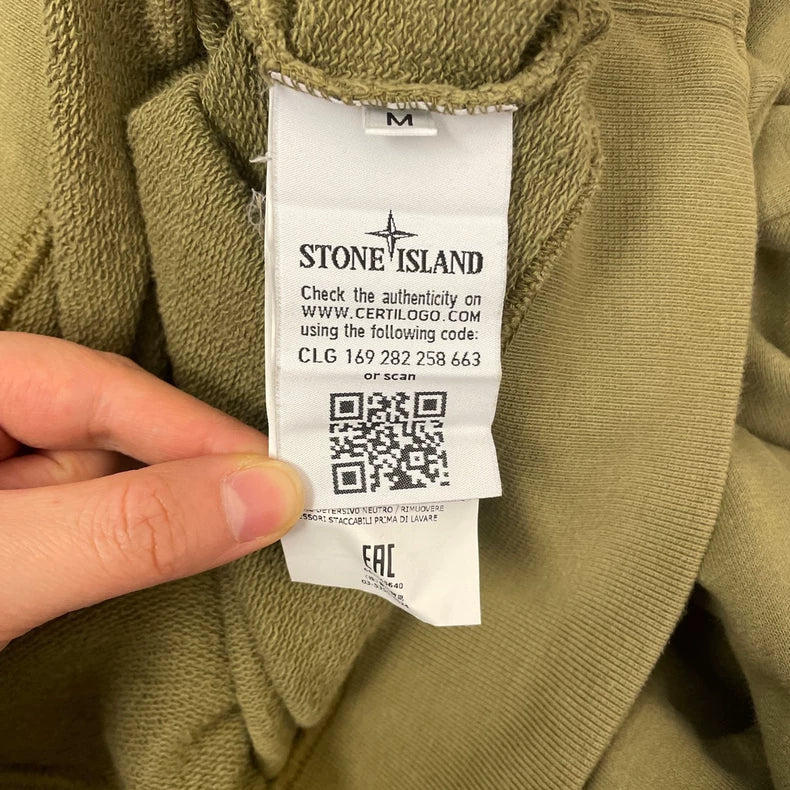 M
STONE ISLAND
Check the authenticity on
WWW.CERTILOGO.COM
using the following code:
CLG 169 282 258 663
or scan
DETERSIVO NEUTRO / RIMUOVERE
STACCABILI PRIMA DI LAVARE
EAC